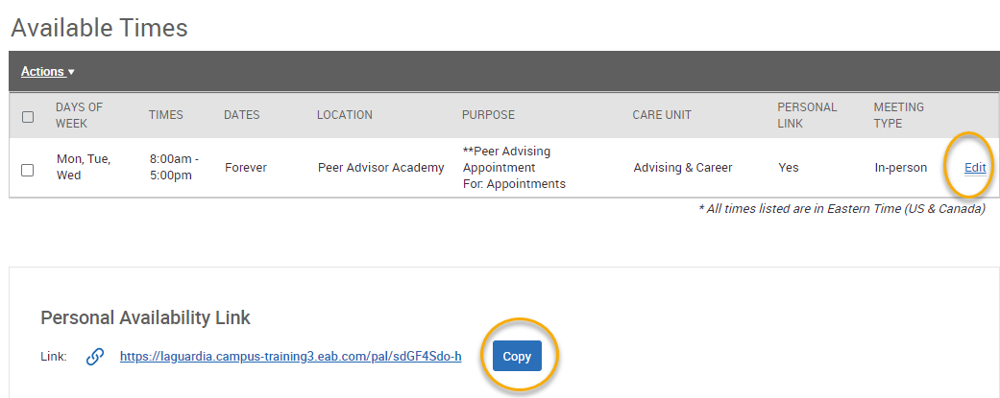 Available Times
Actions
DAYS OF WEEK TIMES DATES LOCATION PURPOSE CARE UNIT PERSONAL LINK MEETING TYPE
Mon, Tue, Wed 8:00am - 5:00pm Forever Peer Advisor Academy **Peer Advising Appointment For: Appointments Advising & Career Yes In-person Edit
* All times listed are in Eastern Time (US & Canada)
Personal Availability Link
Link: https://laguardia.campus-training3.eab.com/pal/sdGF4Sdo-h Copy